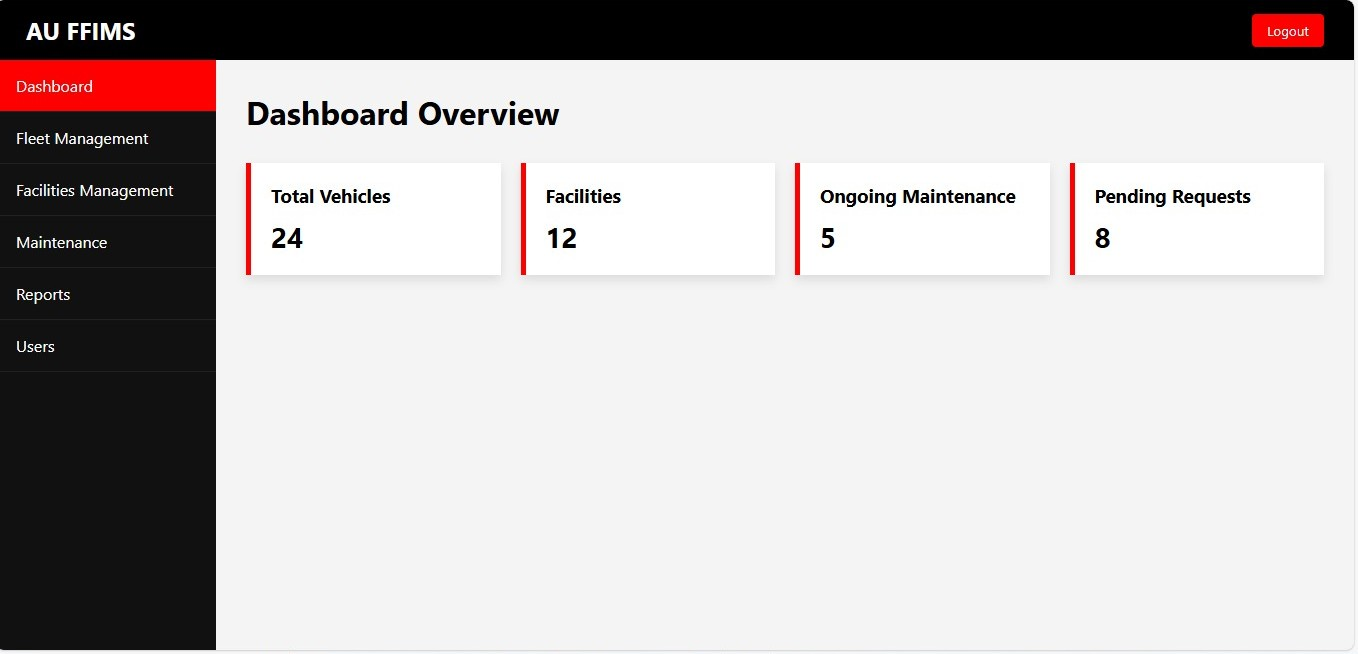 AU FFIMS
Logout
Dashboard
Fleet Management
Facilities Management
Maintenance
Reports
Users
Dashboard Overview
Total Vehicles
24
Facilities
12
Ongoing Maintenance
5
Pending Requests
8